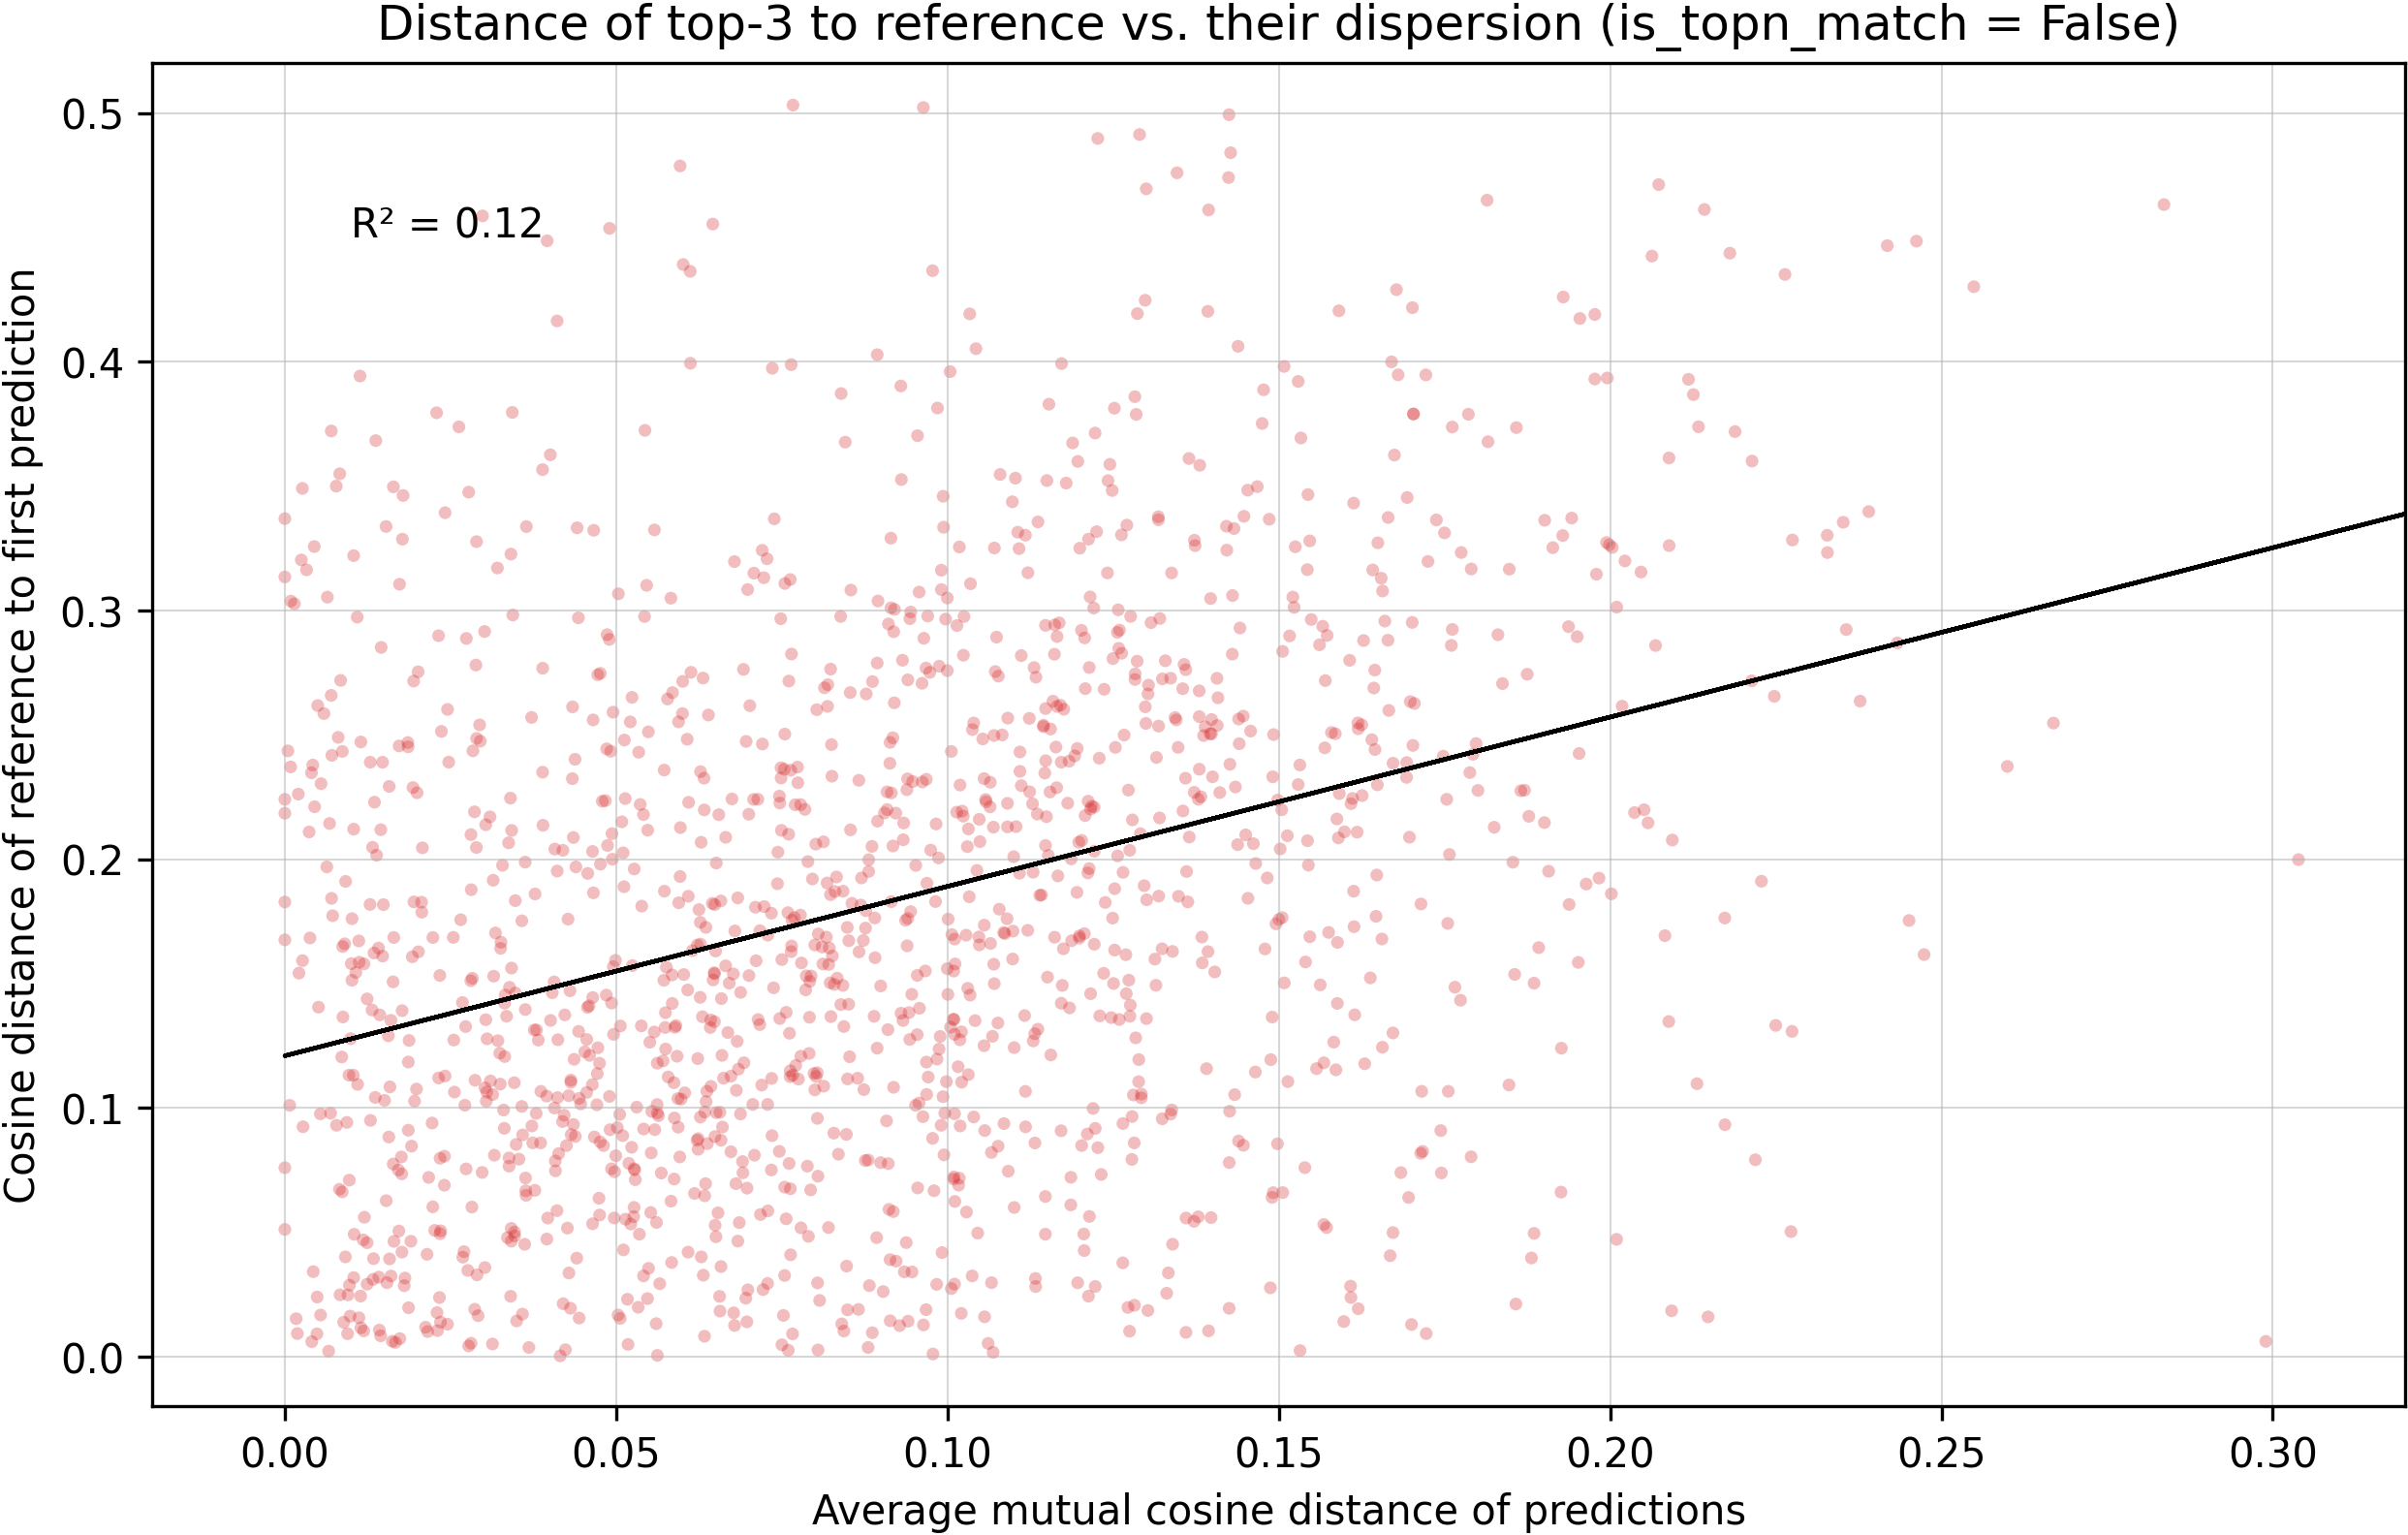 Distance of top-3 to reference vs. their dispersion (is_topn_match = False)
Cosine distance of reference to first prediction
0.5
0.4
0.3
0.2
0.1
0.0
R² = 0.12
0.00 0.05 0.10 0.15 0.20 0.25 0.30
Average mutual cosine distance of predictions